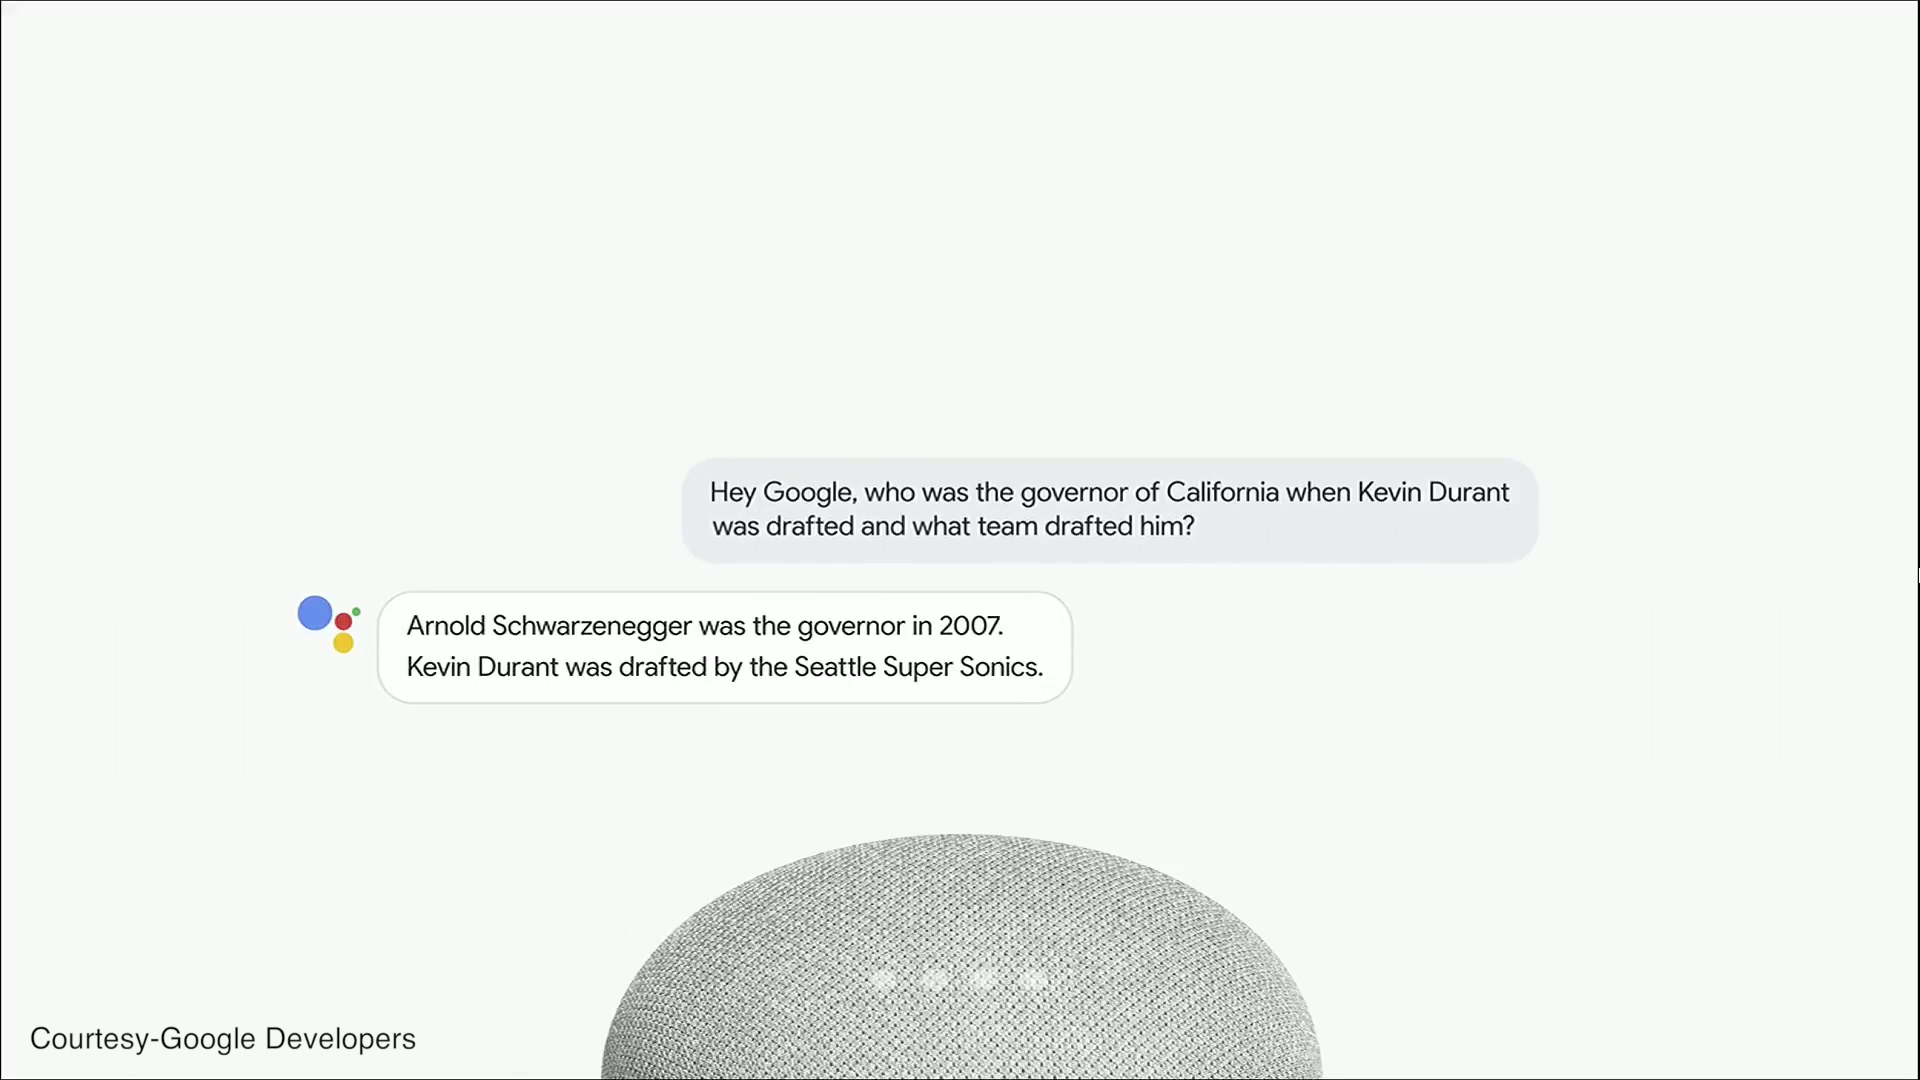 Hey Google, who was the governor of California when Kevin Durant
was drafted and what team drafted him?
Arnold Schwarzenegger was the governor in 2007.
Kevin Durant was drafted by the Seattle Super Sonics.
Courtesy-Google Developers